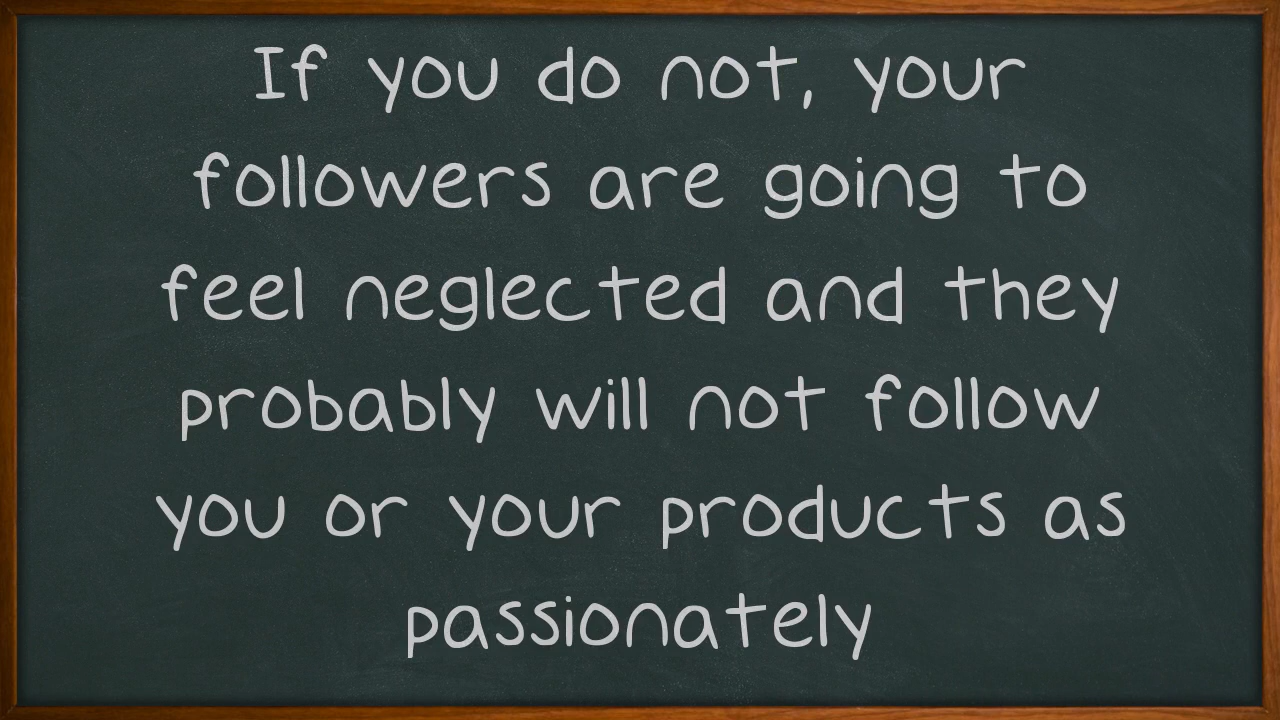 If you do not, your
followers are going to
feel neglected and they
probably will not follow
you or your products as
passionately